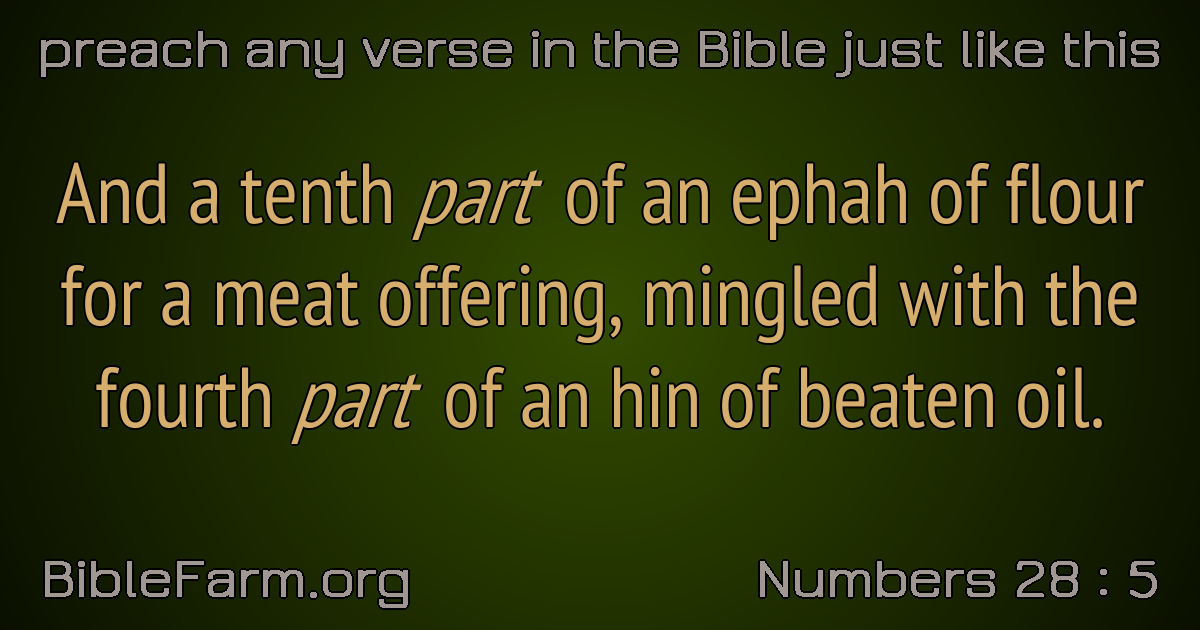 preach any verse in the Bible just like this
And a tenth part of an ephah of flour
for a meat offering, mingled with the
fourth part of an hin of beaten oil.
BibleFarm.org
Numbers 28 : 5